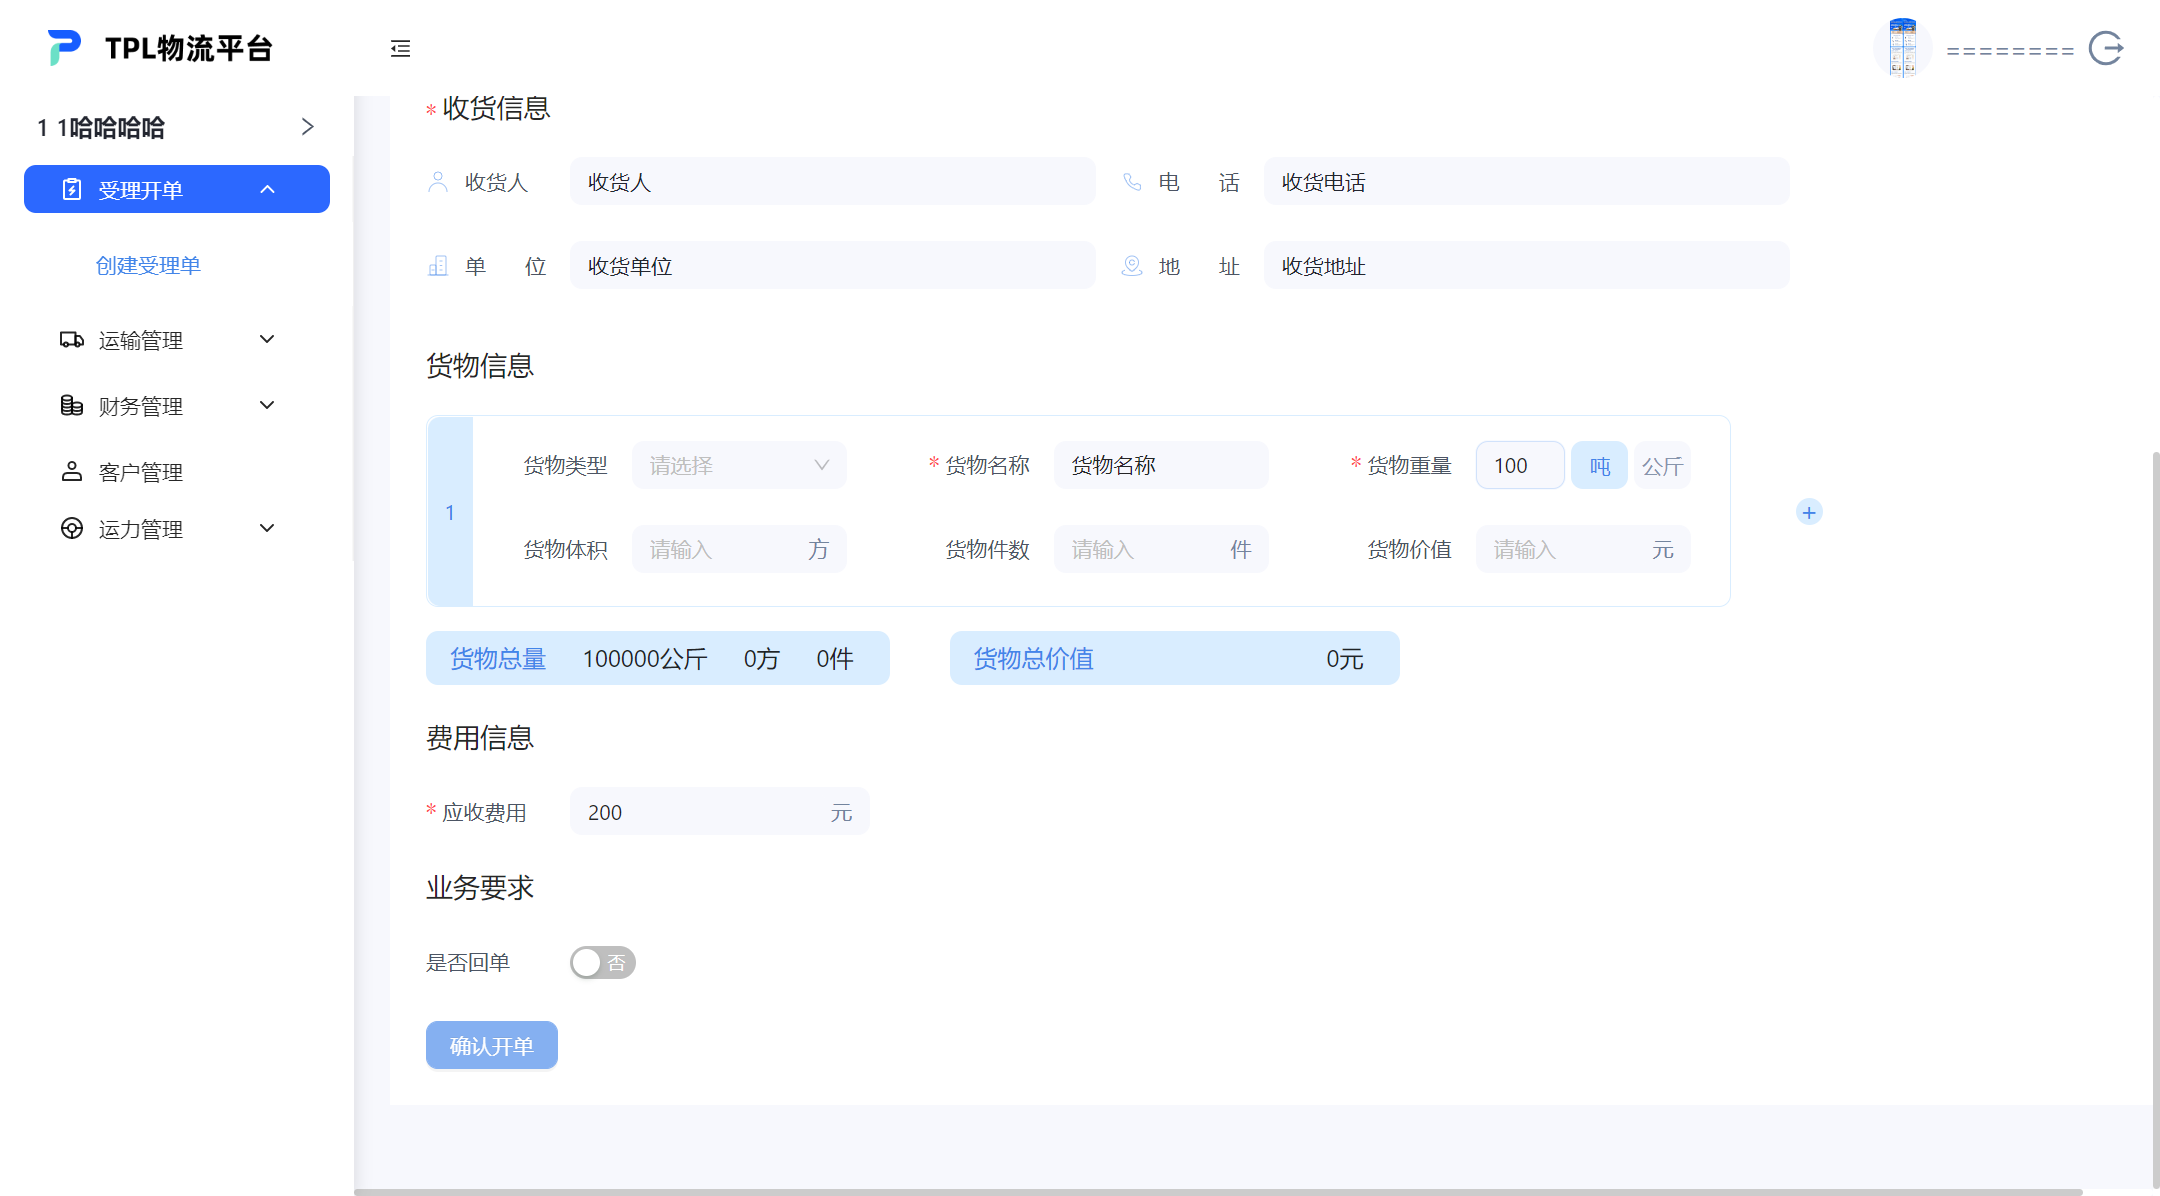 TPL物流平台
========
1 1哈哈哈哈
受理开单
创建受理单
运输管理
财务管理
客户管理
运力管理
*收货信息
收货人 收货人 电 话 收货电话
单 位 收货单位 地 址 收货地址
货物信息
1
货物类型 请选择 *货物名称 货物名称 *货物重量 100 吨 公斤
货物体积 请输入 方 货物件数 请输入 件 货物价值 请输入 元
+
货物总量 100000公斤 0方 0件 货物总价值 0元
费用信息
*应收费用 200 元
业务要求
是否回单 否
确认开单